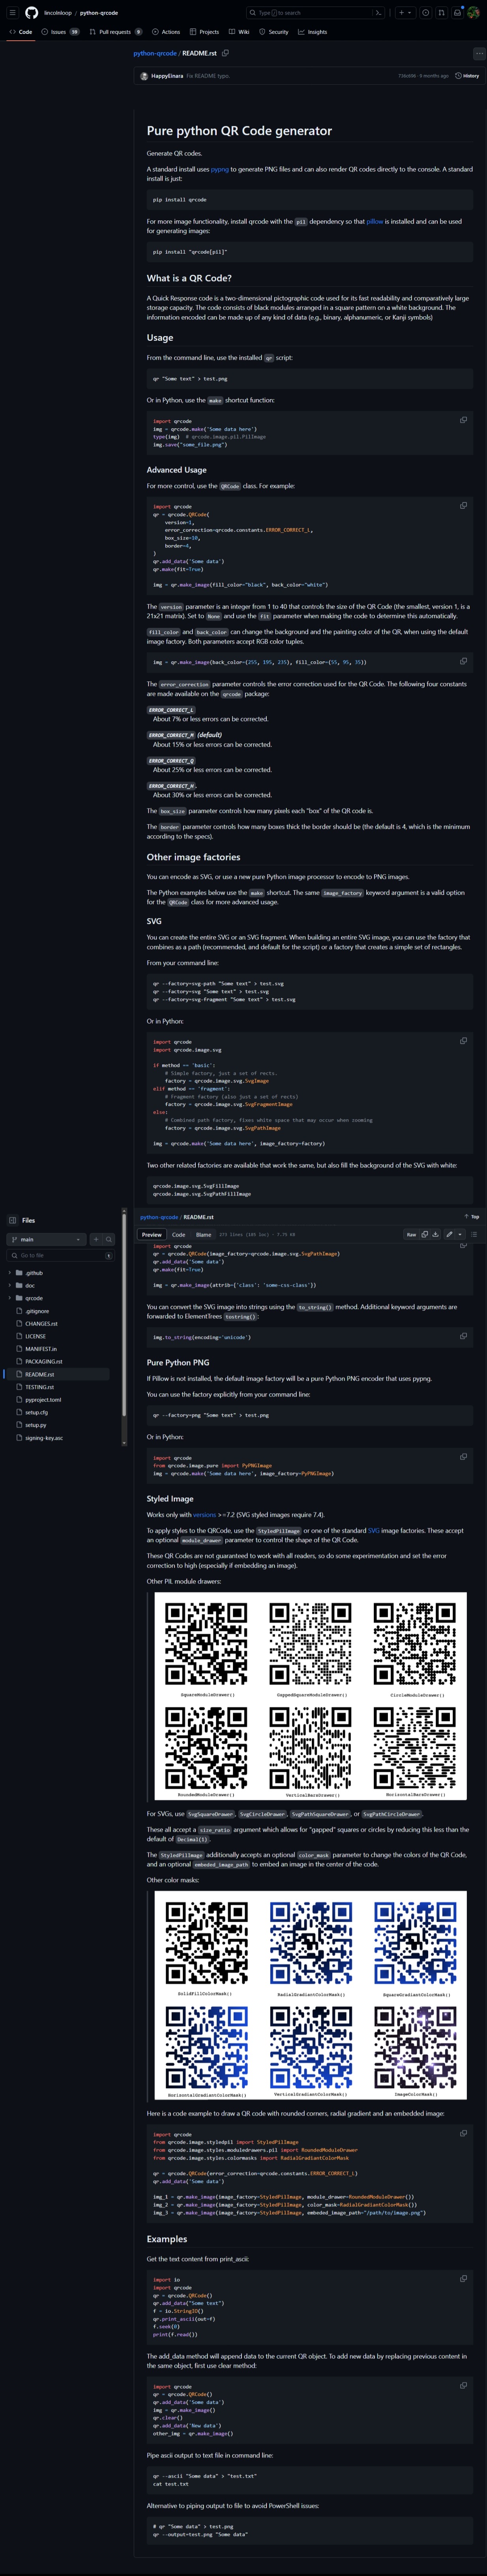 lincolnloop / python-qrcode
Type / to search
Code Issues 59 Pull requests 9 Actions Projects Wiki Security Insights
python-qrcode / README.rst
HappyEinara Fix README typo. · 8 months ago History
Pure python QR Code generator
Generate QR codes.
A standard install uses pypng to generate PNG files and can also render QR codes directly to the console. A standard
install is just:
pip install qrcode
For more image functionality, install qrcode with the pil dependency so that pillow is installed and can be used
for generating images:
pip install "qrcode[pil]"
What is a QR Code?
A Quick Response code is a two-dimensional pictographic code used for its fast readability and comparatively large
storage capacity. The code consists of black modules arranged in a square pattern on a white background. The
information encoded can be made up of any kind of data (e.g., binary, alphanumeric, or Kanji symbols)
Usage
From the command line, use the installed qr script:
qr "Some text" > test.png
Or in Python, use the make shortcut function:
import qrcode
img = qrcode.make('Some data here')
type(img)  # qrcode.image.pil.PilImage
img.save("some_file.png")
Advanced Usage
For more control, use the QRCode class. For example:
import qrcode
qr = qrcode.QRCode(
version=1,
error_correction=qrcode.constants.ERROR_CORRECT_L,
box_size=10,
border=4,
)
qr.add_data('Some data')
qr.make(fit=True)
img = qr.make_image(fill_color="black", back_color="white")
The version parameter is an integer from 1 to 40 that controls the size of the QR Code (the smallest, version 1, is a
21x21 matrix). Set to None and use the fit parameter when making the code to determine this automatically.
fill_color and back_color can change the background and the painting color of the QR, when using the default
image factory. Both parameters accept RGB color tuples.
img = qr.make_image(back_color=(255, 195, 235), fill_color=(55, 95, 35))
The error_correction parameter controls the error correction used for the QR Code. The following four constants
are made available on the qrcode package:
ERROR_CORRECT_L
About 7% or less errors can be corrected.
ERROR_CORRECT_M (default)
About 15% or less errors can be corrected.
ERROR_CORRECT_Q
About 25% or less errors can be corrected.
ERROR_CORRECT_H.
About 30% or less errors can be corrected.
The box_size parameter controls how many pixels each "box" of the QR code is.
The border parameter controls how many boxes thick the border should be (the default is 4, which is the minimum
according to the specs).
Other image factories
You can encode as SVG, or use a new pure Python image processor to encode to PNG images.
The Python examples below use the make shortcut. The same image_factory keyword argument is a valid option
for the QRCode class for more advanced usage.
SVG
You can create the entire SVG or an SVG fragment. When building an entire SVG image, you can use the factory that
combines as a path (recommended, and default for the script) or a factory that creates a simple set of rectangles.
From your command line:
qr --factory=svg-path "Some text" > test.svg
qr --factory=svg "Some text" > test.svg
qr --factory=svg-fragment "Some text" > test.svg
Or in Python:
import qrcode
import qrcode.image.svg
if method == 'basic':
# Simple factory, just a set of rects.
factory = qrcode.image.svg.SvgImage
elif method == 'fragment':
# Fragment factory (also just a set of rects)
factory = qrcode.image.svg.SvgFragmentImage
else:
# Combined path factory, fixes white space that may occur when zooming
factory = qrcode.image.svg.SvgPathImage
img = qrcode.make('Some data here', image_factory=factory)
Two other related factories are available that work the same, but also fill the background of the SVG with white:
qrcode.image.svg.SvgFillImage
qrcode.image.svg.SvgPathFillImage
Files
main
Go to file t
.github
doc
qrcode
.gitignore
CHANGES.rst
LICENSE
MANIFEST.in
PACKAGING.rst
README.rst
TESTING.rst
pyproject.toml
setup.cfg
setup.py
signing-key.asc
python-qrcode / README.rst Top
Preview Code Blame Raw
import qrcode
qr = qrcode.QRCode(image_factory=qrcode.image.svg.SvgPathImage)
qr.add_data('Some data')
qr.make(fit=True)
img = qr.make_image(attrib={'class': 'some-css-class'})
You can convert the SVG image into strings using the to_string() method. Additional keyword arguments are
forwarded to ElementTrees tostring():
img.to_string(encoding='unicode')
Pure Python PNG
If Pillow is not installed, the default image factory will be a pure Python PNG encoder that uses pypng.
You can use the factory explicitly from your command line:
qr --factory=png "Some text" > test.png
Or in Python:
import qrcode
from qrcode.image.pure import PyPNGImage
img = qrcode.make('Some data here', image_factory=PyPNGImage)
Styled Image
Works only with versions >=7.2 (SVG styled images require 7.4).
To apply styles to the QRCode, use the StyledPilImage or one of the standard SVG image factories. These accept
an optional module_drawer parameter to control the shape of the QR Code.
These QR Codes are not guaranteed to work with all readers, so do some experimentation and set the error
correction to high (especially if embedding an image).
Other PIL module drawers:
SquareModuleDrawer() GappedSquareModuleDrawer() CircleModuleDrawer()
RoundedModuleDrawer() VerticalBarsDrawer() HorizontalBarsDrawer()
For SVGs, use SvgSquareDrawer, SvgCircleDrawer, SvgPathSquareDrawer, or SvgPathCircleDrawer.
These all accept a size_ratio argument which allows for "gapped" squares or circles by reducing this less than the
default of Decimal(1).
The StyledPilImage additionally accepts an optional color_mask parameter to change the colors of the QR Code,
and an optional embeded_image_path to embed an image in the center of the code.
Other color masks:
SolidFillColorMask() RadialGradiantColorMask() SquareGradiantColorMask()
HorizontalGradiantColorMask() VerticalGradiantColorMask() ImageColorMask()
Here is a code example to draw a QR code with rounded corners, radial gradient and an embedded image:
import qrcode
from qrcode.image.styledpil import StyledPilImage
from qrcode.image.styles.moduledrawers.pil import RoundedModuleDrawer
from qrcode.image.styles.colormasks import RadialGradiantColorMask
qr = qrcode.QRCode(error_correction=qrcode.constants.ERROR_CORRECT_L)
qr.add_data('Some data')
img_1 = qr.make_image(image_factory=StyledPilImage, module_drawer=RoundedModuleDrawer())
img_2 = qr.make_image(image_factory=StyledPilImage, color_mask=RadialGradiantColorMask())
img_3 = qr.make_image(image_factory=StyledPilImage, embeded_image_path="/path/to/image.png")
Examples
Get the text content from print_ascii:
import io
import qrcode
qr = qrcode.QRCode()
qr.add_data("Some text")
f = io.StringIO()
qr.print_ascii(out=f)
f.seek(0)
print(f.read())
The add_data method will append data to the current QR object. To add new data by replacing previous content in
the same object, first use clear method:
import qrcode
qr = qrcode.QRCode()
qr.add_data('Some data')
img = qr.make_image()
qr.clear()
qr.add_data('New data')
other_img = qr.make_image()
Pipe ascii output to text file in command line:
qr --ascii "Some data" > "test.txt"
cat test.txt
Alternative to piping output to file to avoid PowerShell issues:
# qr "Some data" > test.png
qr --output=test.png "Some data"